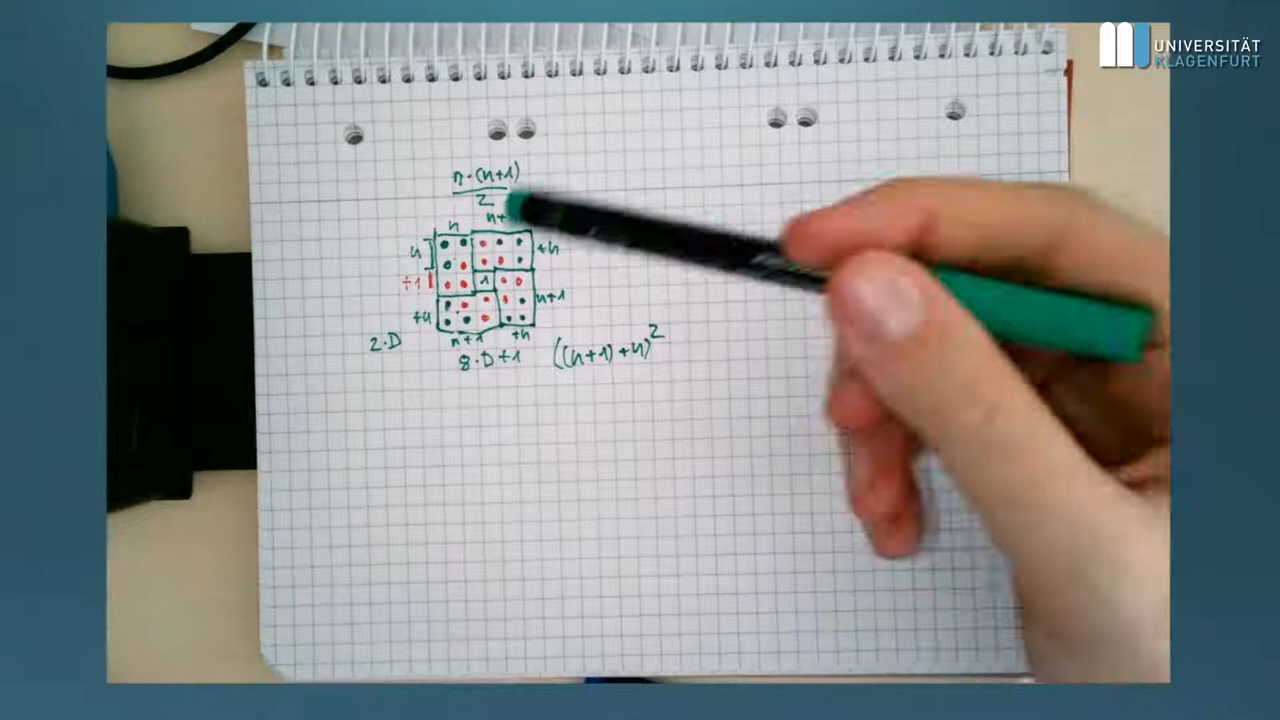 UNIVERSITÄT
KLAGENFURT
n·(n+1)
2
n
n
+n
+1
1
n+1
+n
n+1
+n
2·D
8·D+1
((n+1)+n)²